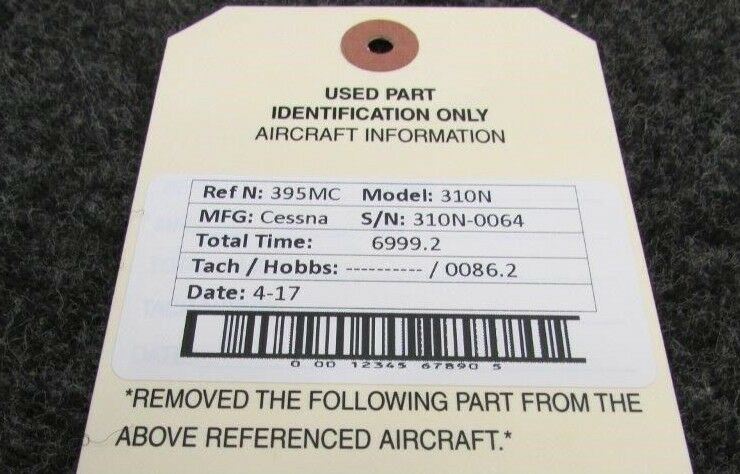 USED PART
IDENTIFICATION ONLY
AIRCRAFT INFORMATION
Ref N: 395MC Model: 310N
MFG: Cessna S/N: 310N-0064
Total Time: 6999.2
Tach / Hobbs: ---------- / 0086.2
Date: 4-17
0 00 12345 67890 5
*REMOVED THE FOLLOWING PART FROM THE
ABOVE REFERENCED AIRCRAFT.*